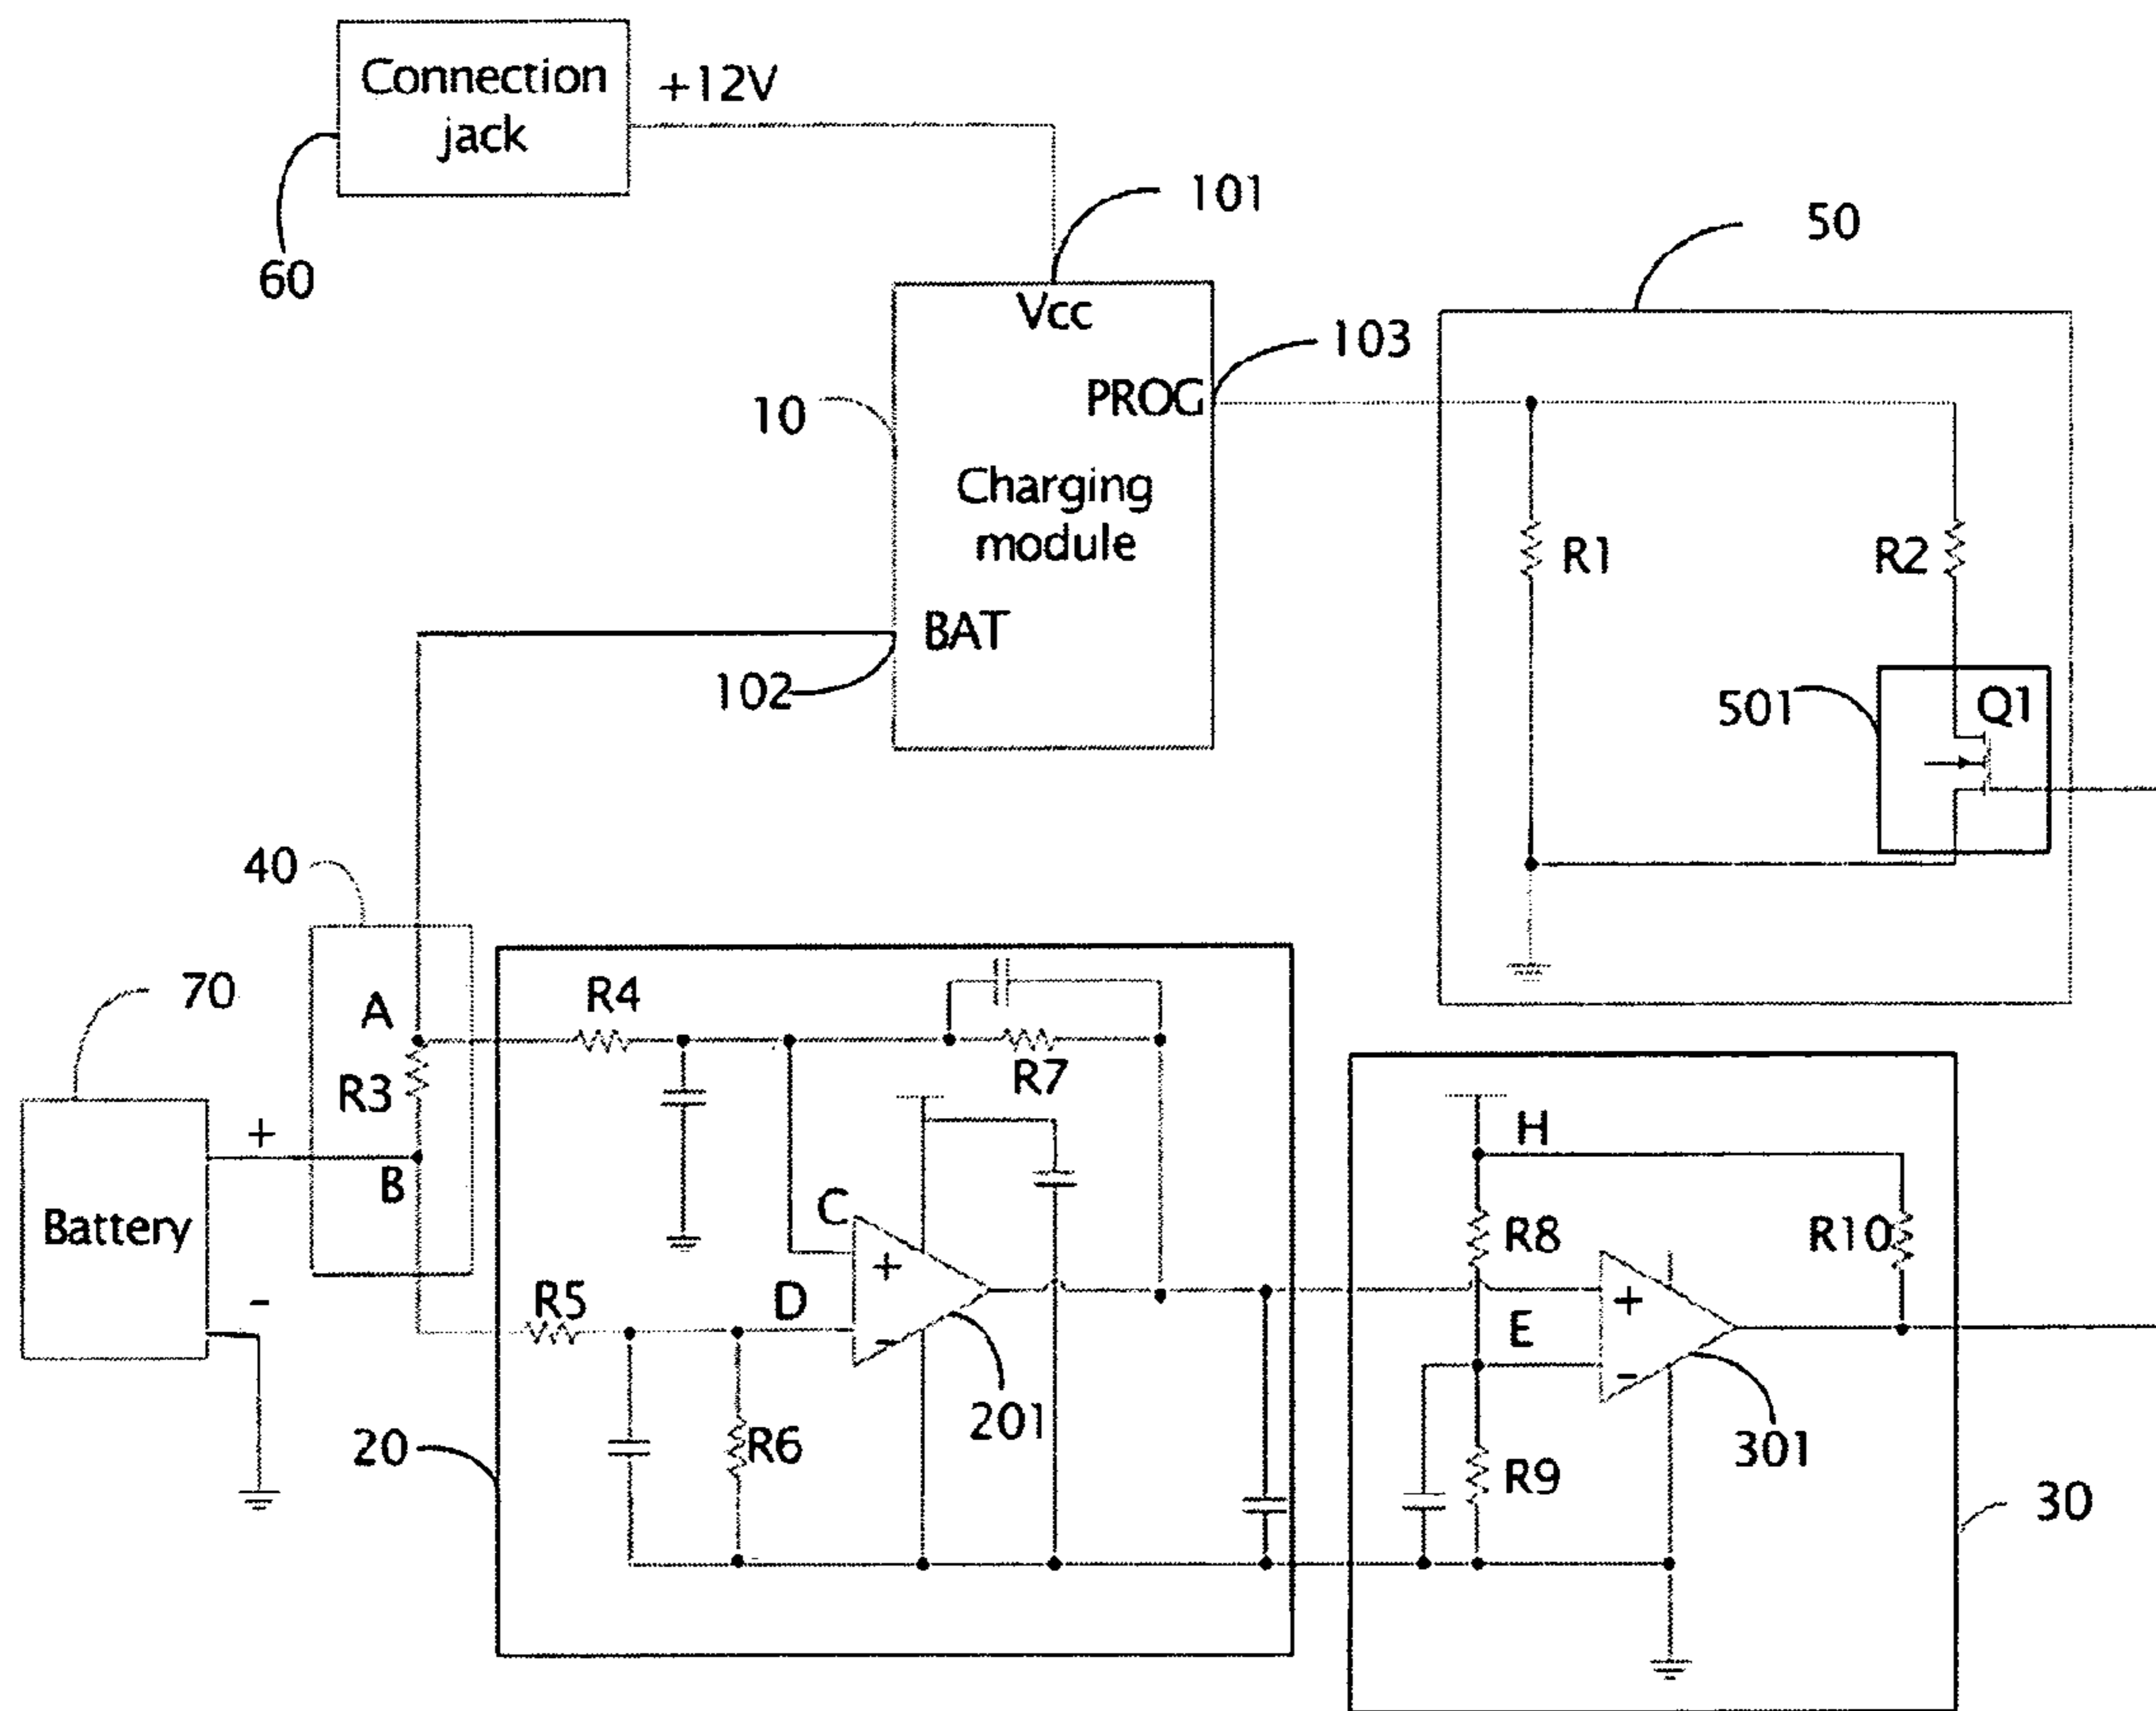 Connection
jack
+12V
60
101
Vcc
103
PROG
10
Charging
module
BAT
102
50
R1
R2
501
Q1
40
70
A
R3
+
B
Battery
-
R4
R7
C
+
R5
D
-
201
R6
20
H
R8
R10
+
E
-
301
R9
30